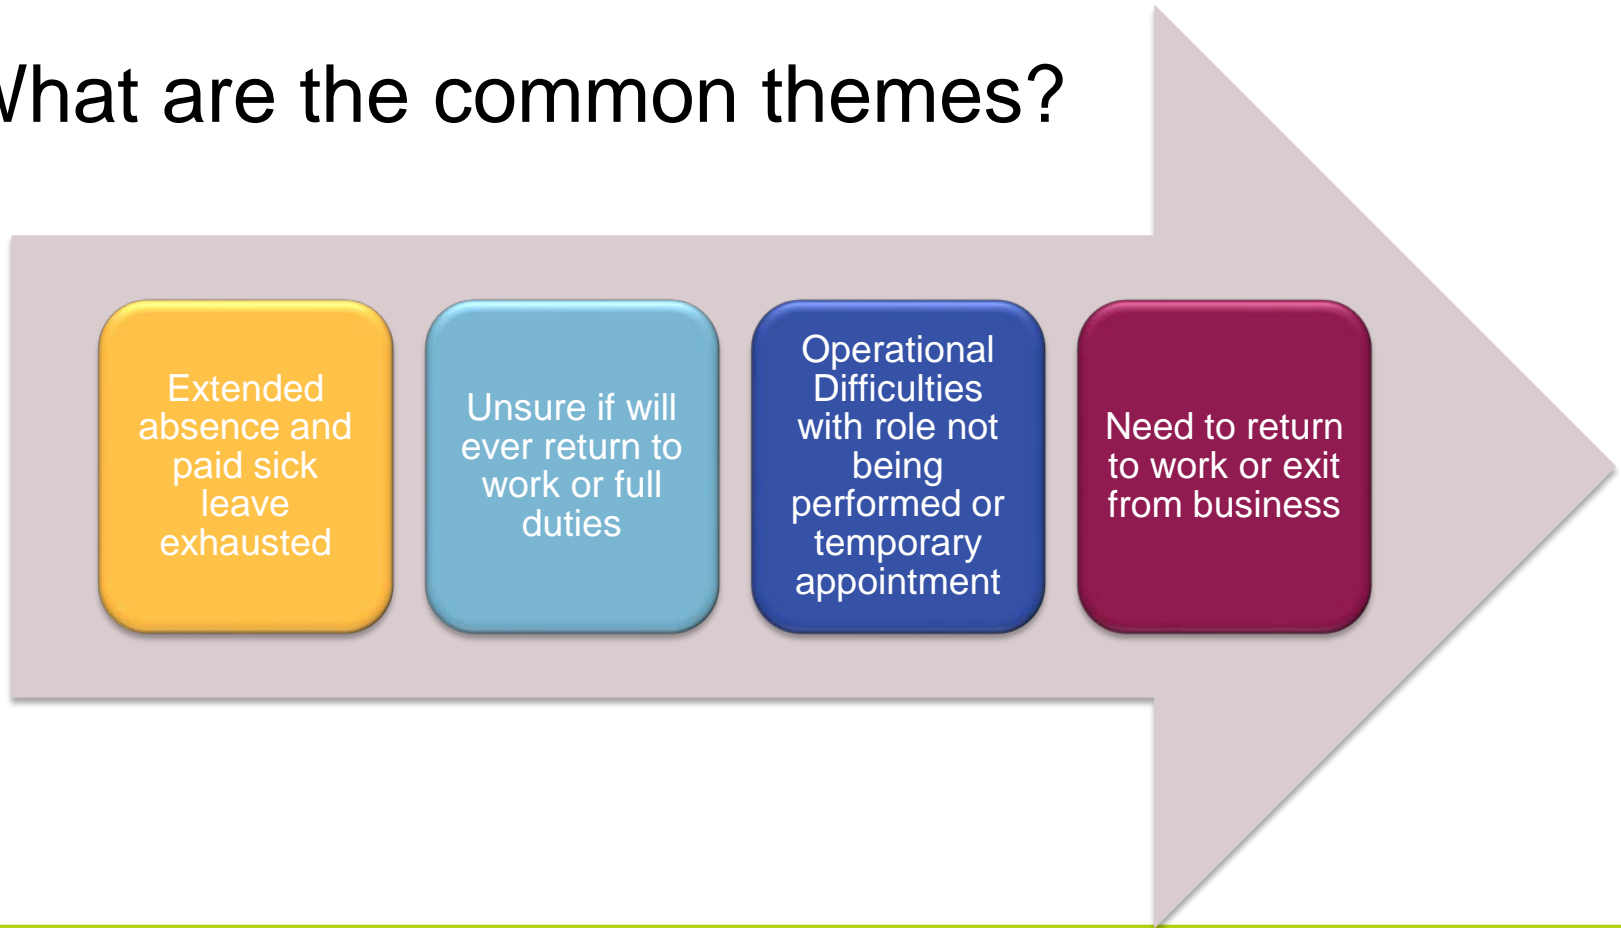 What are the common themes?
Extended
absence and
paid sick
leave
exhausted
Unsure if will
ever return to
work or full
duties
Operational
Difficulties
with role not
being
performed or
temporary
appointment
Need to return
to work or exit
from business